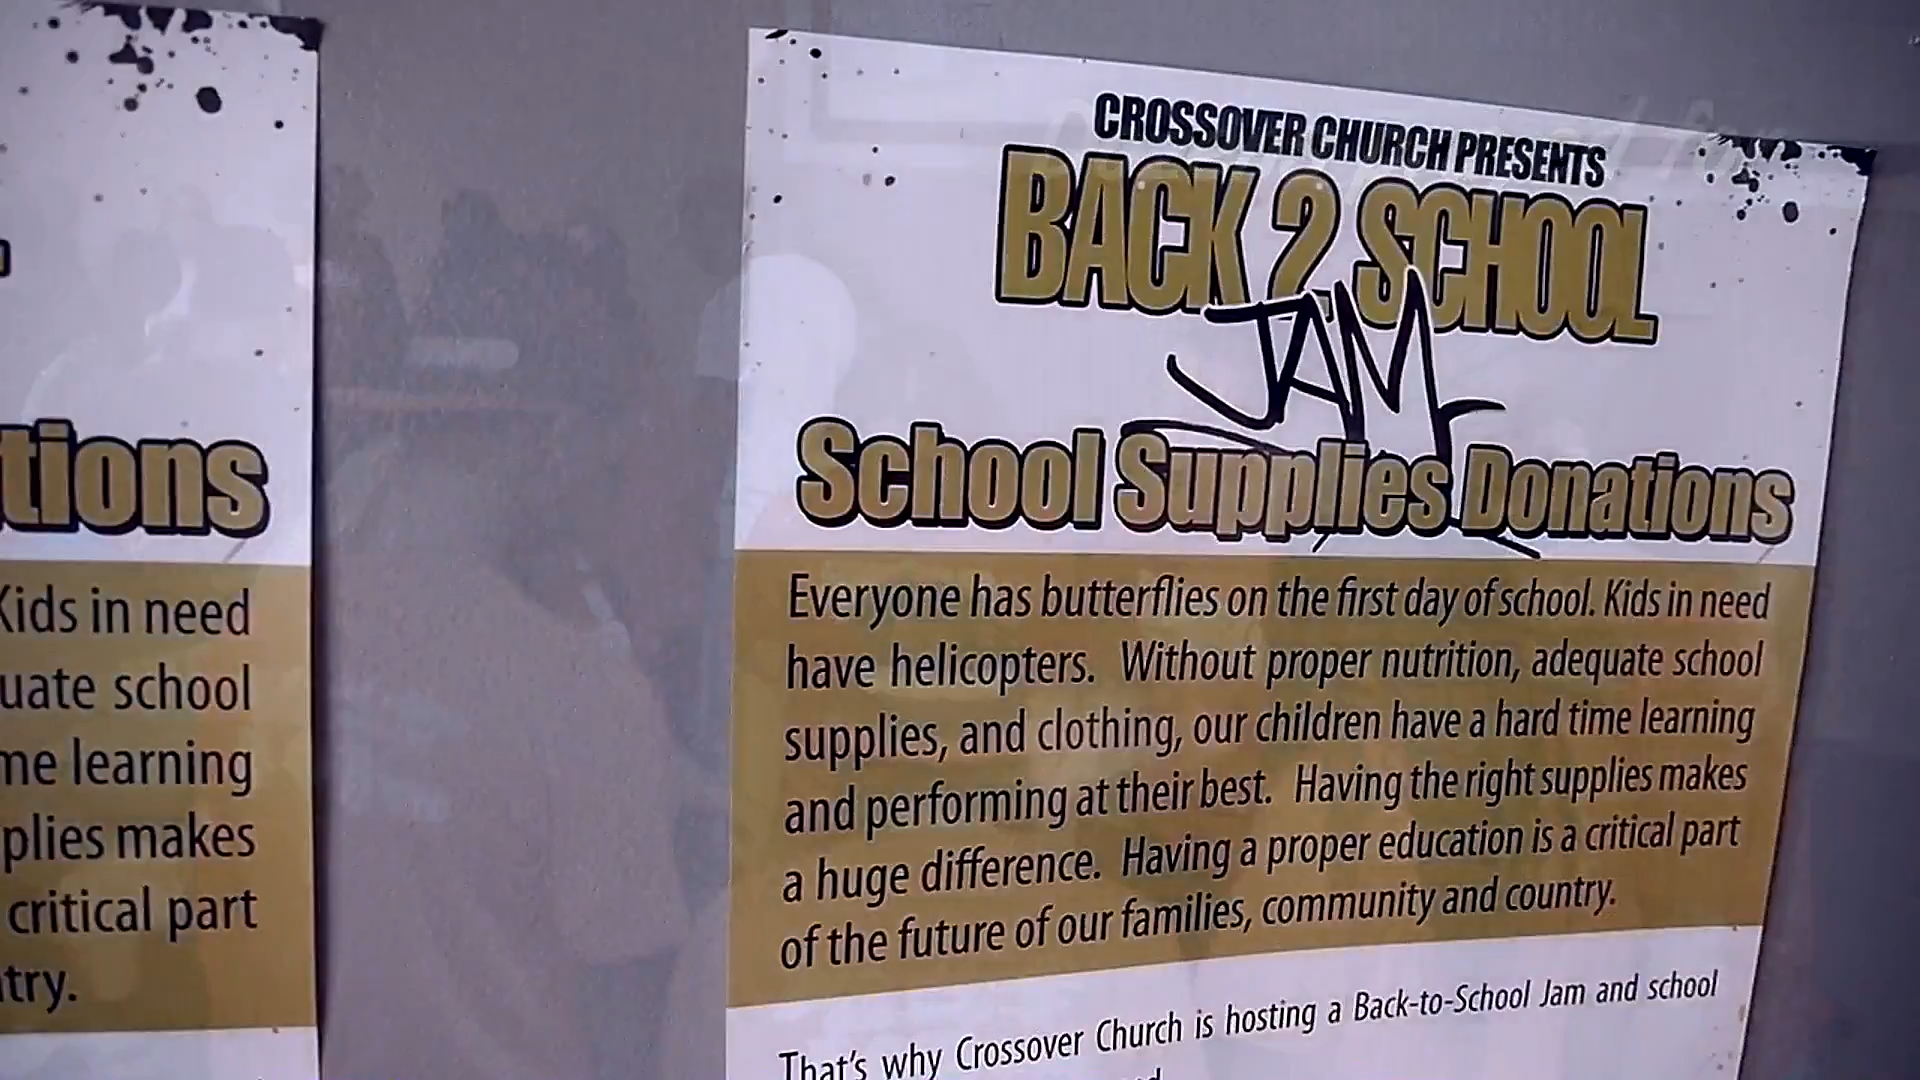 tions
Kids in need
uate school
me learning
plies makes
critical part
try.
CROSSOVER CHURCH PRESENTS
BACK 2 SCHOOL
JAM
School Supplies Donations
Everyone has butterflies on the first day of school. Kids in need
have helicopters. Without proper nutrition, adequate school
supplies, and clothing, our children have a hard time learning
and performing at their best. Having the right supplies makes
a huge difference. Having a proper education is a critical part
of the future of our families, community and country.
That's why Crossover Church is hosting a Back-to-School Jam and school